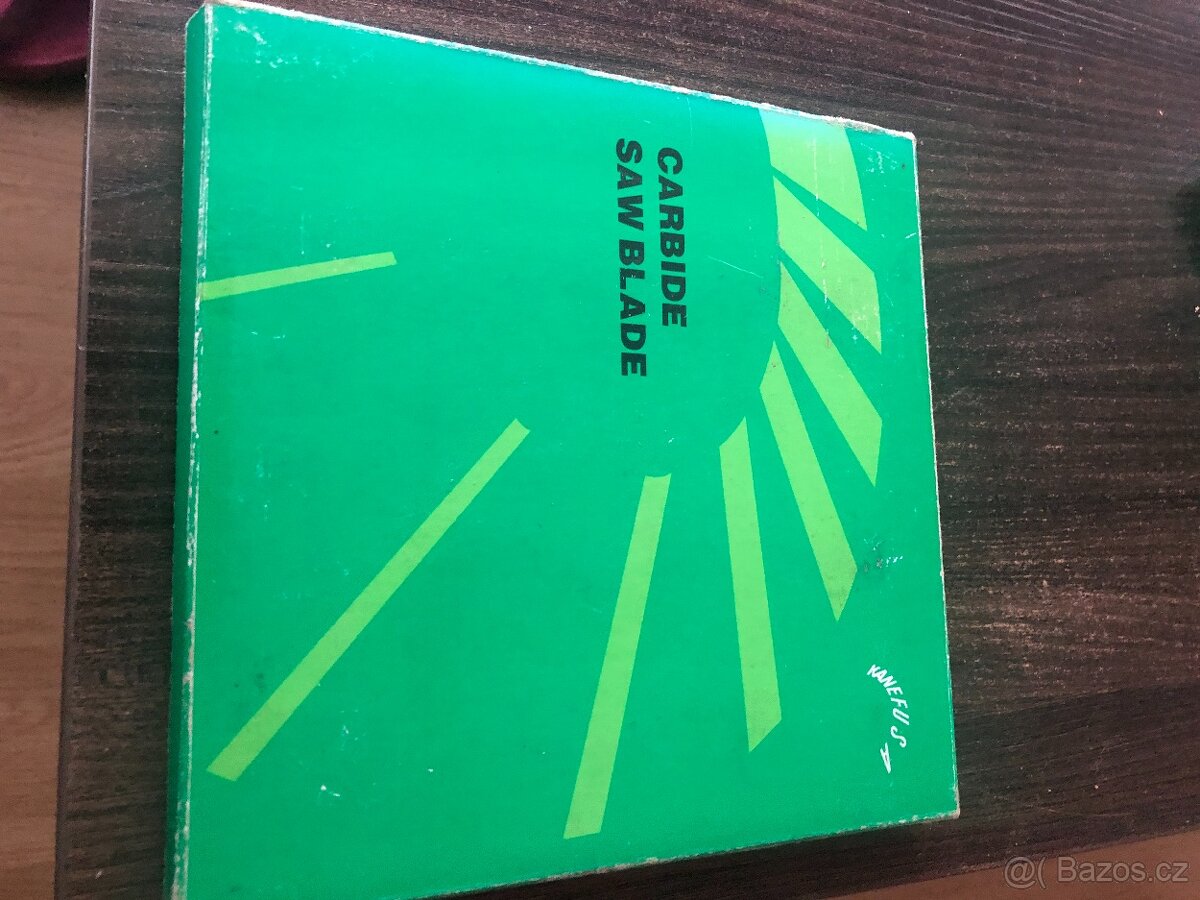 CARBIDE
SAW BLADE
KANEFUSA
@( Bazos.cz